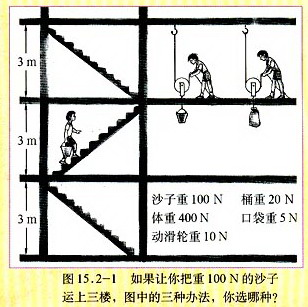 3 m
3 m
3 m
沙子重 100 N 桶重 20 N
体重 400 N 口袋重 5 N
动滑轮重 10 N
图 15.2-1 如果让你把重 100 N 的沙子
运上三楼，图中的三种办法，你选哪种？